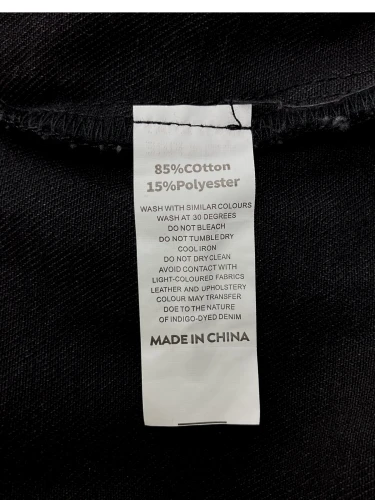 85%COtton
15%Polyester
WASH WITH SIMILAR COLOURS
WASH AT 30 DEGREES
DO NOT BLEACH
DO NOT TUMBLE DRY
COOL IRON
DO NOT DRY CLEAN
AVOID CONTACT WITH
LIGHT-COLOURED FABRICS
LEATHER AND UPHOLSTERY
COLOUR MAY TRANSFER
DOE TO THE NATURE
OF INDIGO-DYED DENIM
MADE IN CHINA